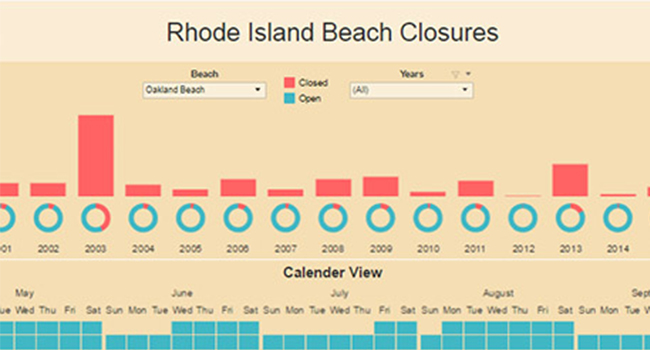 Rhode Island Beach Closures
Beach
Oakland Beach
Closed
Open
Years
(All)
01 2002 2003 2004 2005 2006 2007 2008 2009 2010 2011 2012 2013 2014
Calender View
May June July August Sept
ue Wed Thu Fri Sat Sun Mon Tue Wed Thu Fri Sat Sun Mon Tue Wed Thu Fri Sat Sun Mon Tue Wed Thu Fri Sat Sun Mon Tue